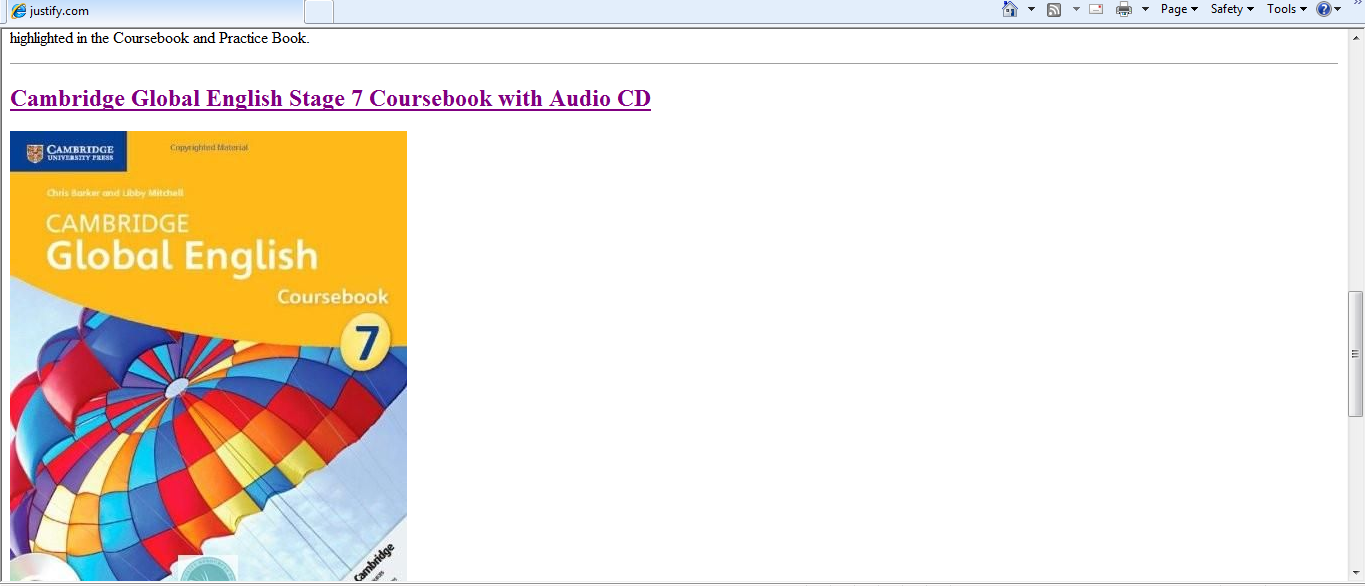 justify.com
Page Safety Tools
highlighted in the Coursebook and Practice Book.
Cambridge Global English Stage 7 Coursebook with Audio CD
CAMBRIDGE
UNIVERSITY PRESS
Copyrighted Material
Chris Barker and Libby Mitchell
CAMBRIDGE
Global English
Coursebook
7
Cambridge